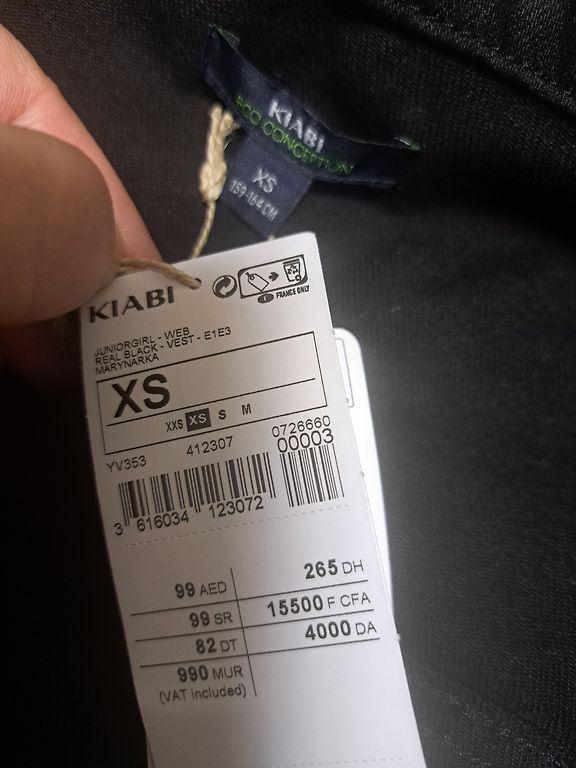 KIABI
ECO CONCEPTION
XS
159-164 CM
KIABI
FRANCE ONLY
JUNIORGIRL - WEB
REAL BLACK - VEST - E1E3
MARYNARKA
XS
XXS XS S M
YV353 412307 0726660
00003
3 616034 123072
99 AED 265 DH
99 SR 15500 F CFA
82 DT 4000 DA
990 MUR
(VAT included)